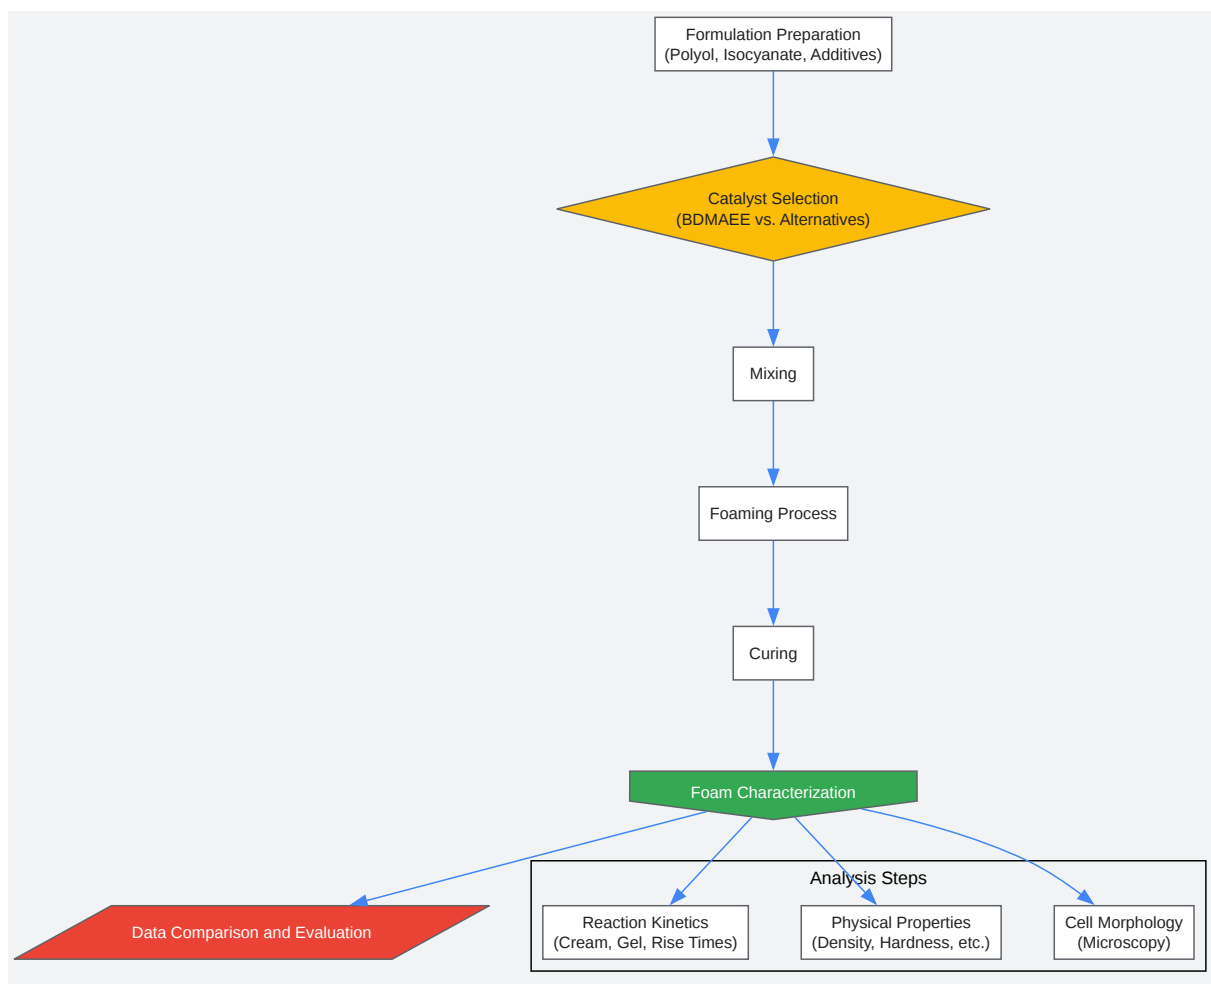 Formulation Preparation
(Polyol, Isocyanate, Additives)
Catalyst Selection
(BDMAEE vs. Alternatives)
Mixing
Foaming Process
Curing
Foam Characterization
Analysis Steps
Data Comparison and Evaluation
Reaction Kinetics
(Cream, Gel, Rise Times)
Physical Properties
(Density, Hardness, etc.)
Cell Morphology
(Microscopy)